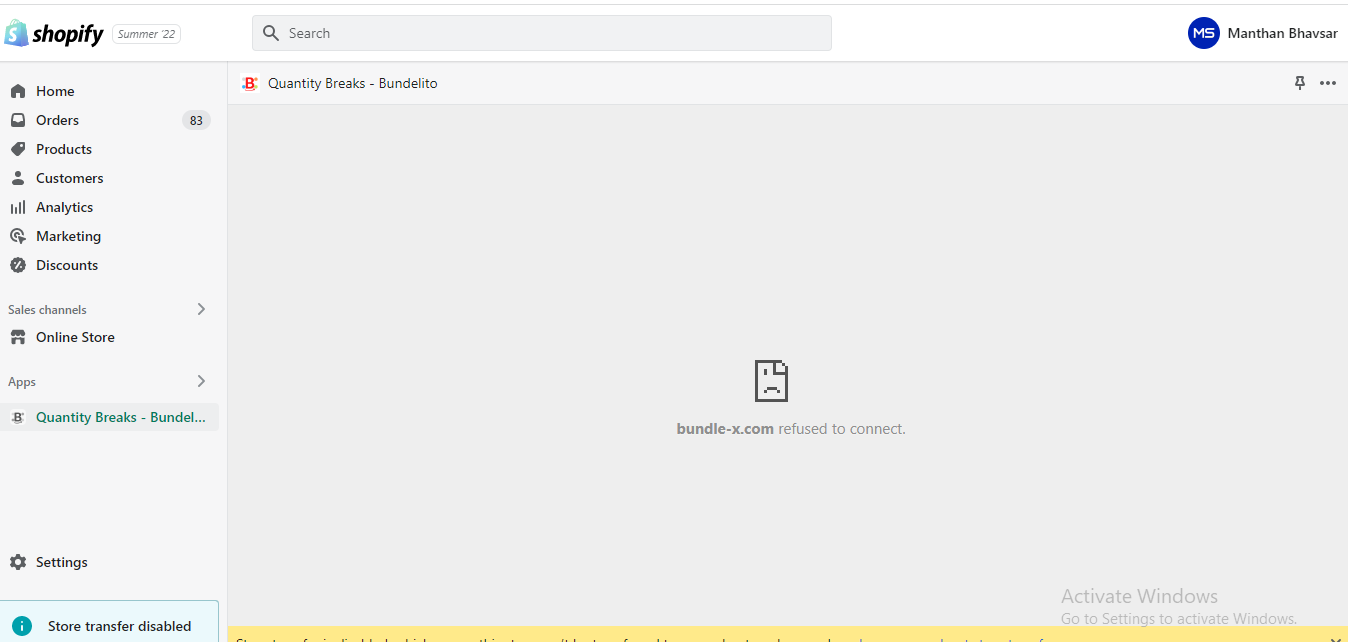 shopify Summer '22 Search MS Manthan Bhavsar
Quantity Breaks - Bundelito
Home
Orders 83
Products
Customers
Analytics
Marketing
Discounts
Sales channels
Online Store
Apps
Quantity Breaks - Bundel...
Settings
Store transfer disabled
bundle-x.com refused to connect.
Activate Windows
Go to Settings to activate Windows.